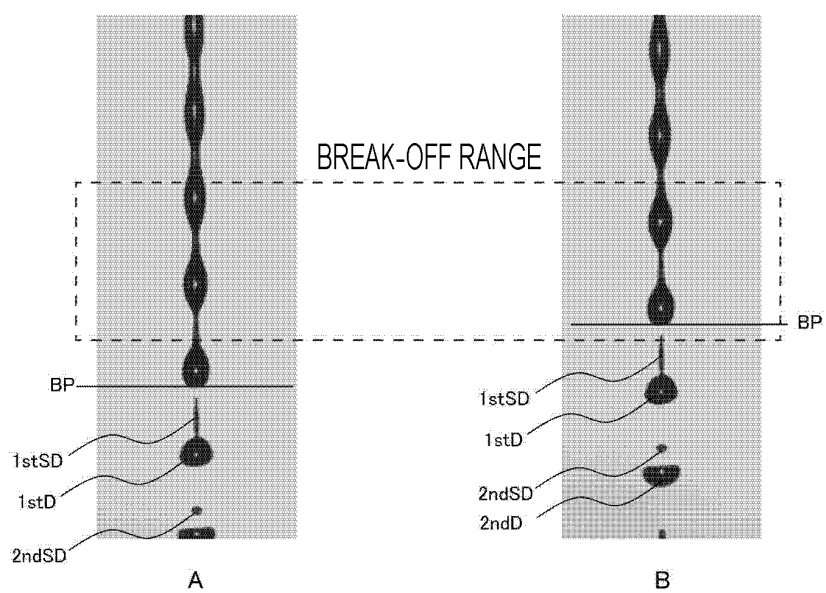 BREAK-OFF RANGE
BP
BP
1stSD
1stD
2ndSD
1stSD
1stD
2ndSD
2ndD
A
B